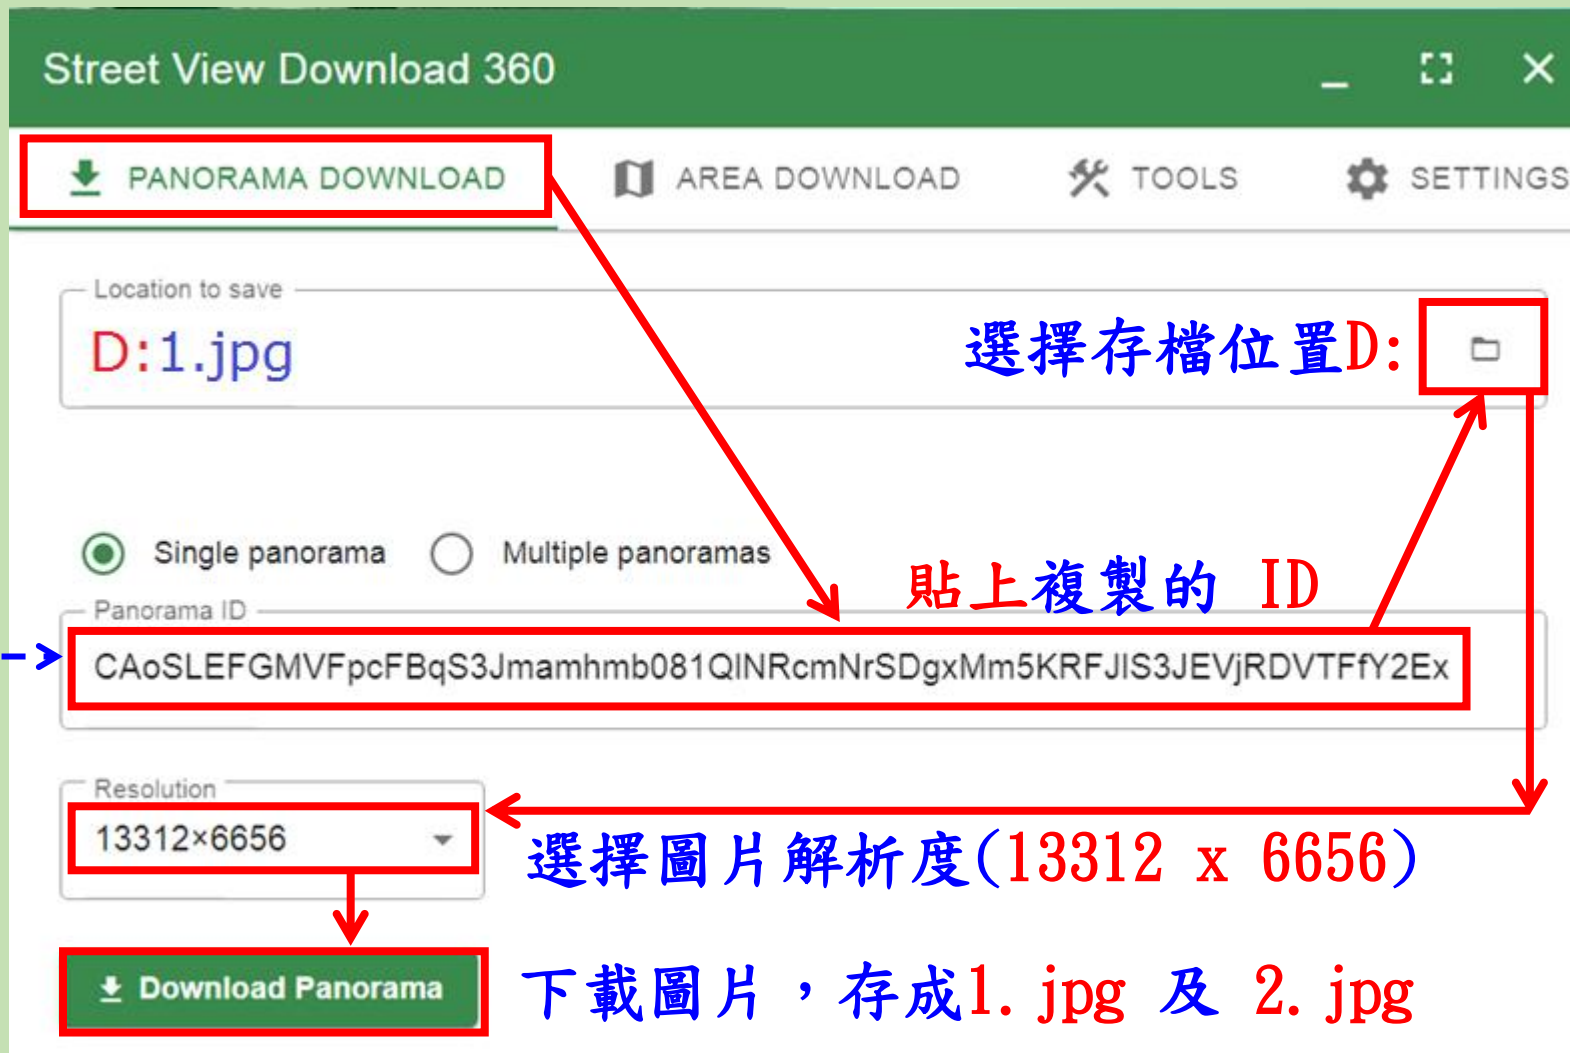 Street View Download 360
PANORAMA DOWNLOAD AREA DOWNLOAD TOOLS SETTINGS
Location to save
D:1.jpg 選擇存檔位置D:
Single panorama Multiple panoramas
貼上複製的 ID
Panorama ID
CAoSLEFGMVFpcFBqS3Jmamhmb081QlNRcmNrSDgxMm5KRFJlS3JEVjRDVTFfY2Ex
Resolution
13312×6656
選擇圖片解析度(13312 x 6656)
Download Panorama 下載圖片，存成1.jpg 及 2.jpg